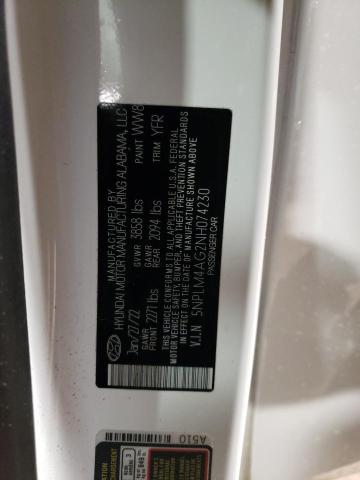 MANUFACTURED BY
HYUNDAI MOTOR MANUFACTURING ALABAMA, LLC
Jan/27/22 GVWR 3858 lbs PAINT WW8
GAWR FRONT 2271 lbs GAWR REAR 2094 lbs TRIM YFR
THIS VEHICLE CONFORMS TO ALL APPLICABLE U.S.A. FEDERAL
MOTOR VEHICLE SAFETY, BUMPER, AND THEFT PREVENTION STANDARDS
IN EFFECT ON THE DATE OF MANUFACTURE SHOWN ABOVE.
V.I.N 5NPLM4AG2NH074230
PASSENGER CAR
A510